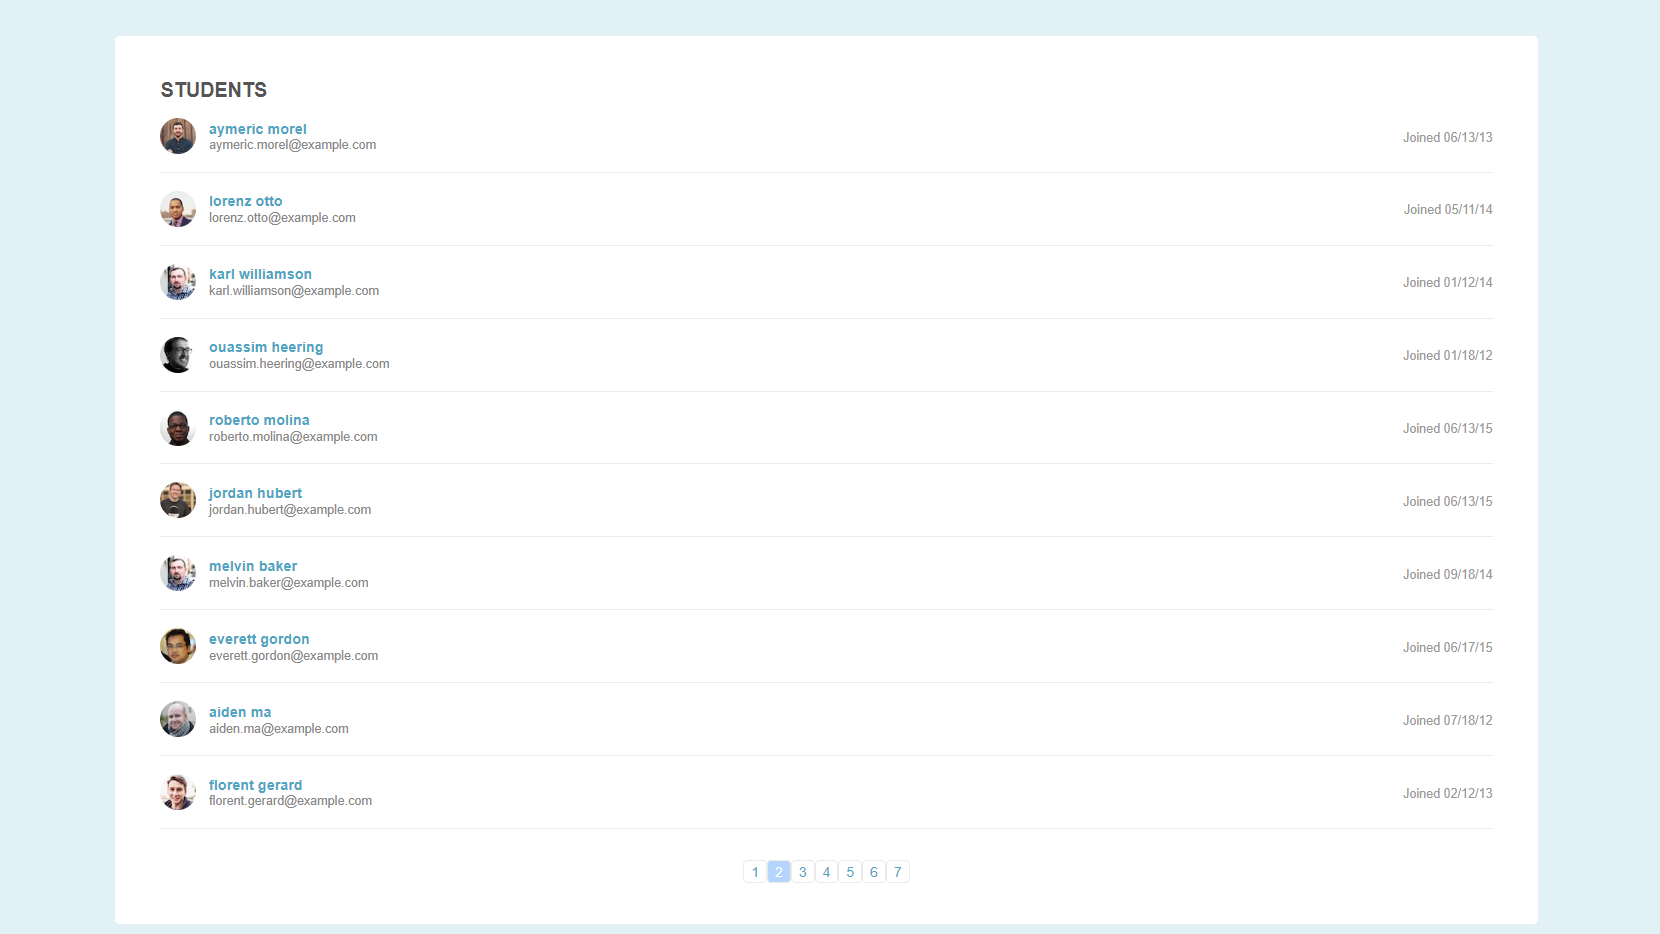 STUDENTS
aymeric morel
aymeric.morel@example.com
Joined 06/13/13
lorenz otto
lorenz.otto@example.com
Joined 05/11/14
karl williamson
karl.williamson@example.com
Joined 01/12/14
ouassim heering
ouassim.heering@example.com
Joined 01/18/12
roberto molina
roberto.molina@example.com
Joined 06/13/15
jordan hubert
jordan.hubert@example.com
Joined 06/13/15
melvin baker
melvin.baker@example.com
Joined 09/18/14
everett gordon
everett.gordon@example.com
Joined 06/17/15
aiden ma
aiden.ma@example.com
Joined 07/18/12
florent gerard
florent.gerard@example.com
Joined 02/12/13
1 2 3 4 5 6 7